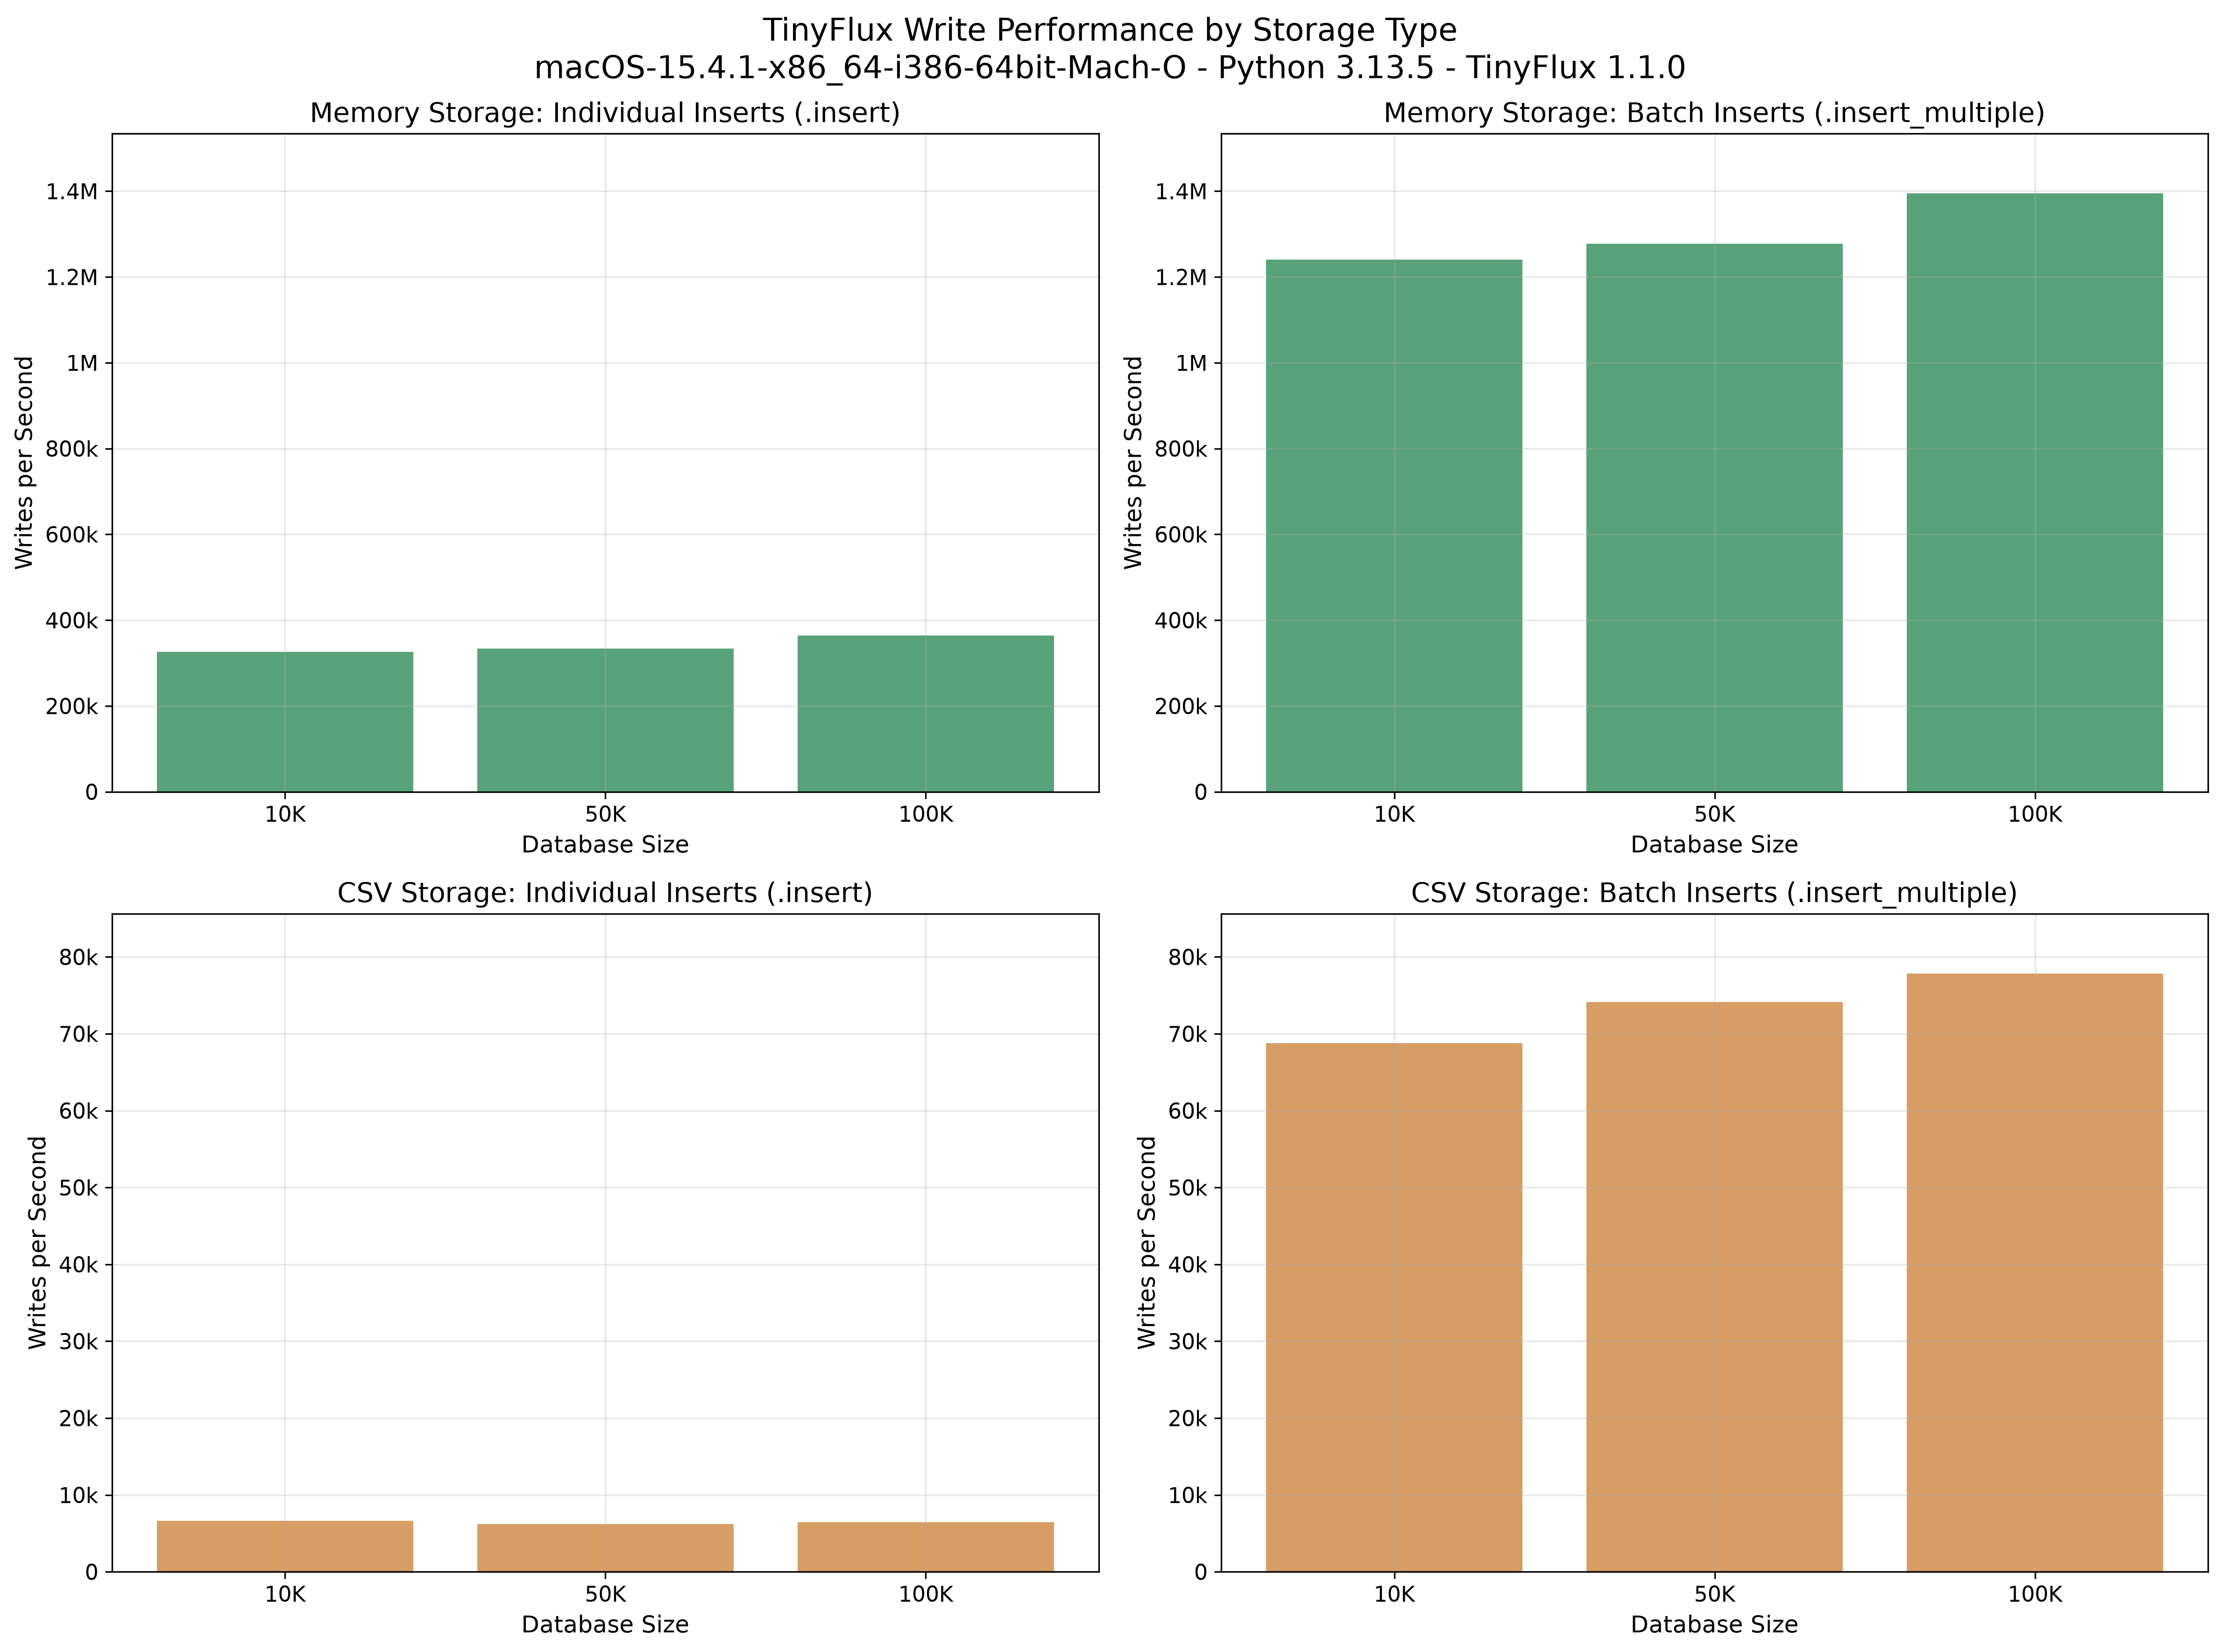 TinyFlux Write Performance by Storage Type
macOS-15.4.1-x86_64-i386-64bit-Mach-O - Python 3.13.5 - TinyFlux 1.1.0
Memory Storage: Individual Inserts (.insert)
1.4M
1.2M
1M
800k
600k
400k
200k
0
Writes per Second
10K
50K
100K
Database Size
Memory Storage: Batch Inserts (.insert_multiple)
1.4M
1.2M
1M
800k
600k
400k
200k
0
Writes per Second
10K
50K
100K
Database Size
CSV Storage: Individual Inserts (.insert)
80k
70k
60k
50k
40k
30k
20k
10k
0
Writes per Second
10K
50K
100K
Database Size
CSV Storage: Batch Inserts (.insert_multiple)
80k
70k
60k
50k
40k
30k
20k
10k
0
Writes per Second
10K
50K
100K
Database Size